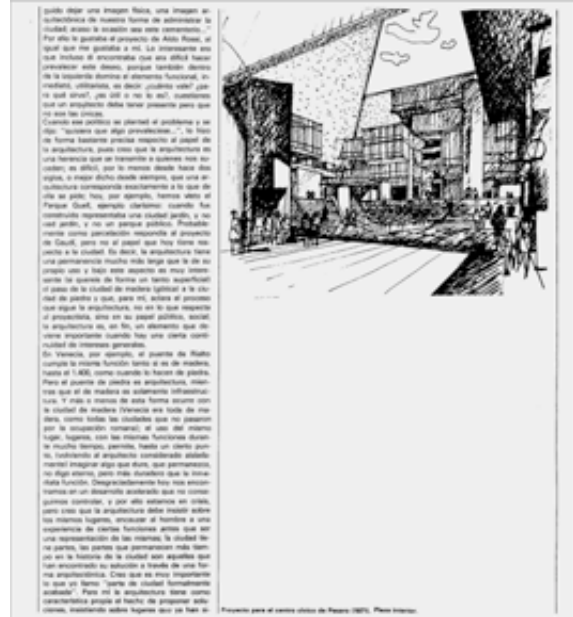 guido dejar una imagen física, una imagen ar-
quitectónica de nuestra forma de administrar la
ciudad, acaso la ocasión sea este cementerio..."
Por ello le gustaba el proyecto de Aldo Rossi, al
igual que me gustaba a mí. Lo interesante era
que incluso él encontraba que era difícil hacer
prevalecer este deseo, porque también dentro
de la izquierda domina el elemento funcional, in-
mediato, utilitarista, es decir ¿cuánto vale? ¿pa-
ra qué sirve?, ¿es útil o no lo es?, cuestiones
que un arquitecto debe tener presente pero que
no son las únicas.
Cuando ese político se planteó el problema y se
dijo: "quisiera que algo prevaleciese...", lo hizo
de forma bastante precisa respecto al papel de
la arquitectura, pues creo que la arquitectura es
una herencia que se transmite a quienes nos su-
ceden; es difícil, por lo menos desde hace dos
siglos, o mejor dicho desde siempre, que una ar-
quitectura corresponda exactamente a lo que de
ella se pide; hoy, por ejemplo, hemos visto el
Parque Guell, ejemplo clarísimo: cuando fue
construido representaba una ciudad jardín, y no
red jardín, y no un parque público. Probable-
mente como percelación respondía al proyecto
de Gaudí, pero no al papel que hoy tiene res-
pecto a la ciudad. Es decir, la arquitectura tiene
una permanencia mucho más larga que la de su
propio uso y bajo este aspecto es muy intere-
sante (si quereis de forma un tanto superficial)
el paso de la ciudad de madera (gótica) a la ciu-
dad de piedra y que, para mí, aclara el proceso
que sigue la arquitectura, no en lo que respecta
al proyectista, sino en su papel público, social:
la arquitectura es, en fin, un elemento que de-
viene importante cuando hay una cierta conti-
nuidad de intereses generales.
En Venecia, por ejemplo, el puente de Rialto
cumple la misma función tanto si es de madera,
hasta el 1.400, como cuando lo hacen de piedra.
Pero el puente de piedra es arquitectura, mien-
tras que el de madera es solamente infraestruc-
tura. Y más o menos de esta forma ocurre con
la ciudad de madera (Venecia era toda de ma-
dera, como todas las ciudades que no pasaron
por la ocupación romana); el uso del mismo
lugar, lugares, con las mismas funciones duran-
te mucho tiempo, permite, hasta un cierto pun-
to, (volviendo al arquitecto considerado aislada-
mente) imaginar algo que dure, que permanezca,
no digo eterno, pero más duradero que la inme-
diata función. Desgraciadamente hoy nos encon-
tramos en un desarrollo acelerado que no conse-
guimos controlar, y por ello estamos en crisis,
pero creo que la arquitectura debe insistir sobre
los mismos lugares, encauzar al hombre a una
experiencia de ciertas funciones antes que ser
una representación de las mismas; la ciudad tie-
ne partes, las partes que permanecen más tiem-
po en la historia de la ciudad son aquellas que
han encontrado su solución a través de una for-
ma arquitectónica. Creo que es muy importante
lo que yo llamo "parte de ciudad formalmente
acabada". Para mí la arquitectura tiene como
característica propia el hecho de proponer solu-
ciones, insistiendo sobre lugares que ya han si-
Proyecto para el centro cívico de Pesaro (1971). Plaza interior.